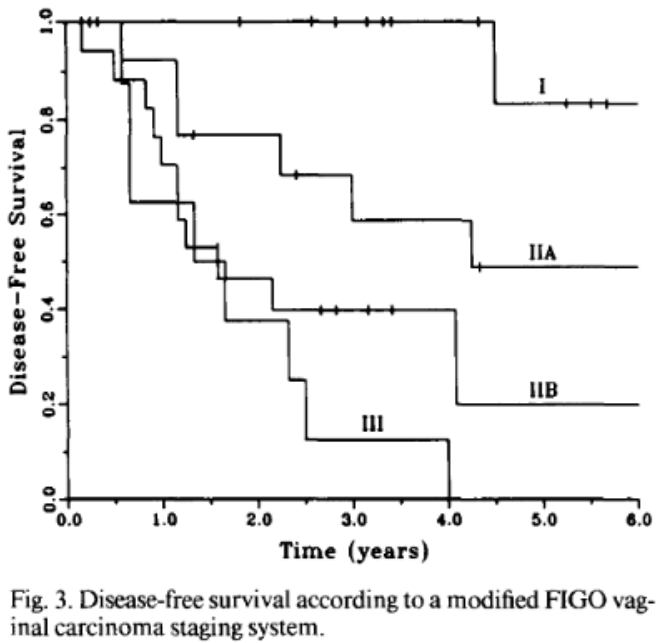 1.0
0.8
0.6
0.4
0.2
0.0
Disease-Free Survival
I
IIA
IIB
III
0.0 1.0 2.0 3.0 4.0 5.0 6.0
Time (years)
Fig. 3. Disease-free survival according to a modified FIGO vag-
inal carcinoma staging system.